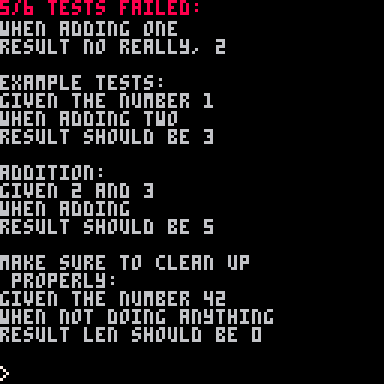 5/6 TESTS FAILED:
WHEN ADDING ONE
RESULT NO REALLY, 2
EXAMPLE TESTS:
GIVEN THE NUMBER 1
WHEN ADDING TWO
RESULT SHOULD BE 3
ADDITION:
GIVEN 2 AND 3
WHEN ADDING
RESULT SHOULD BE 5
MAKE SURE TO CLEAN UP
PROPERLY:
GIVEN THE NUMBER 42
WHEN NOT DOING ANYTHING
RESULT LEN SHOULD BE 0
>